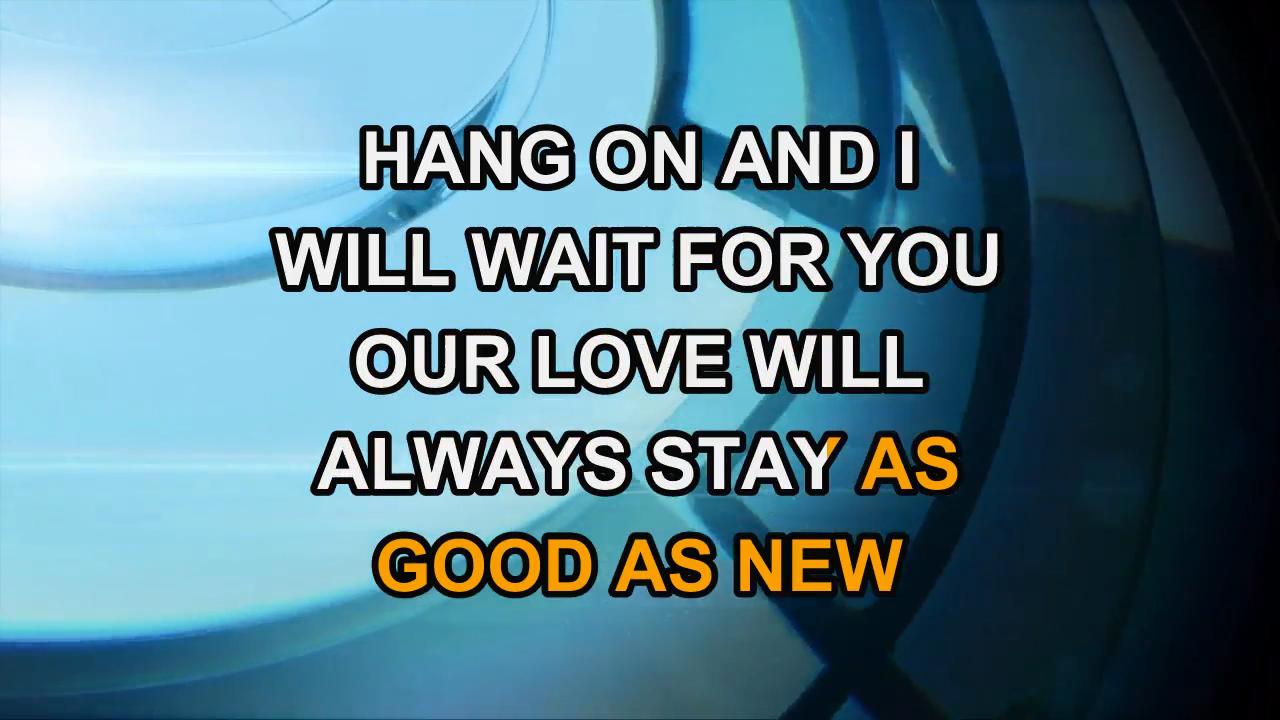 HANG ON AND I
WILL WAIT FOR YOU
OUR LOVE WILL
ALWAYS STAY AS
GOOD AS NEW